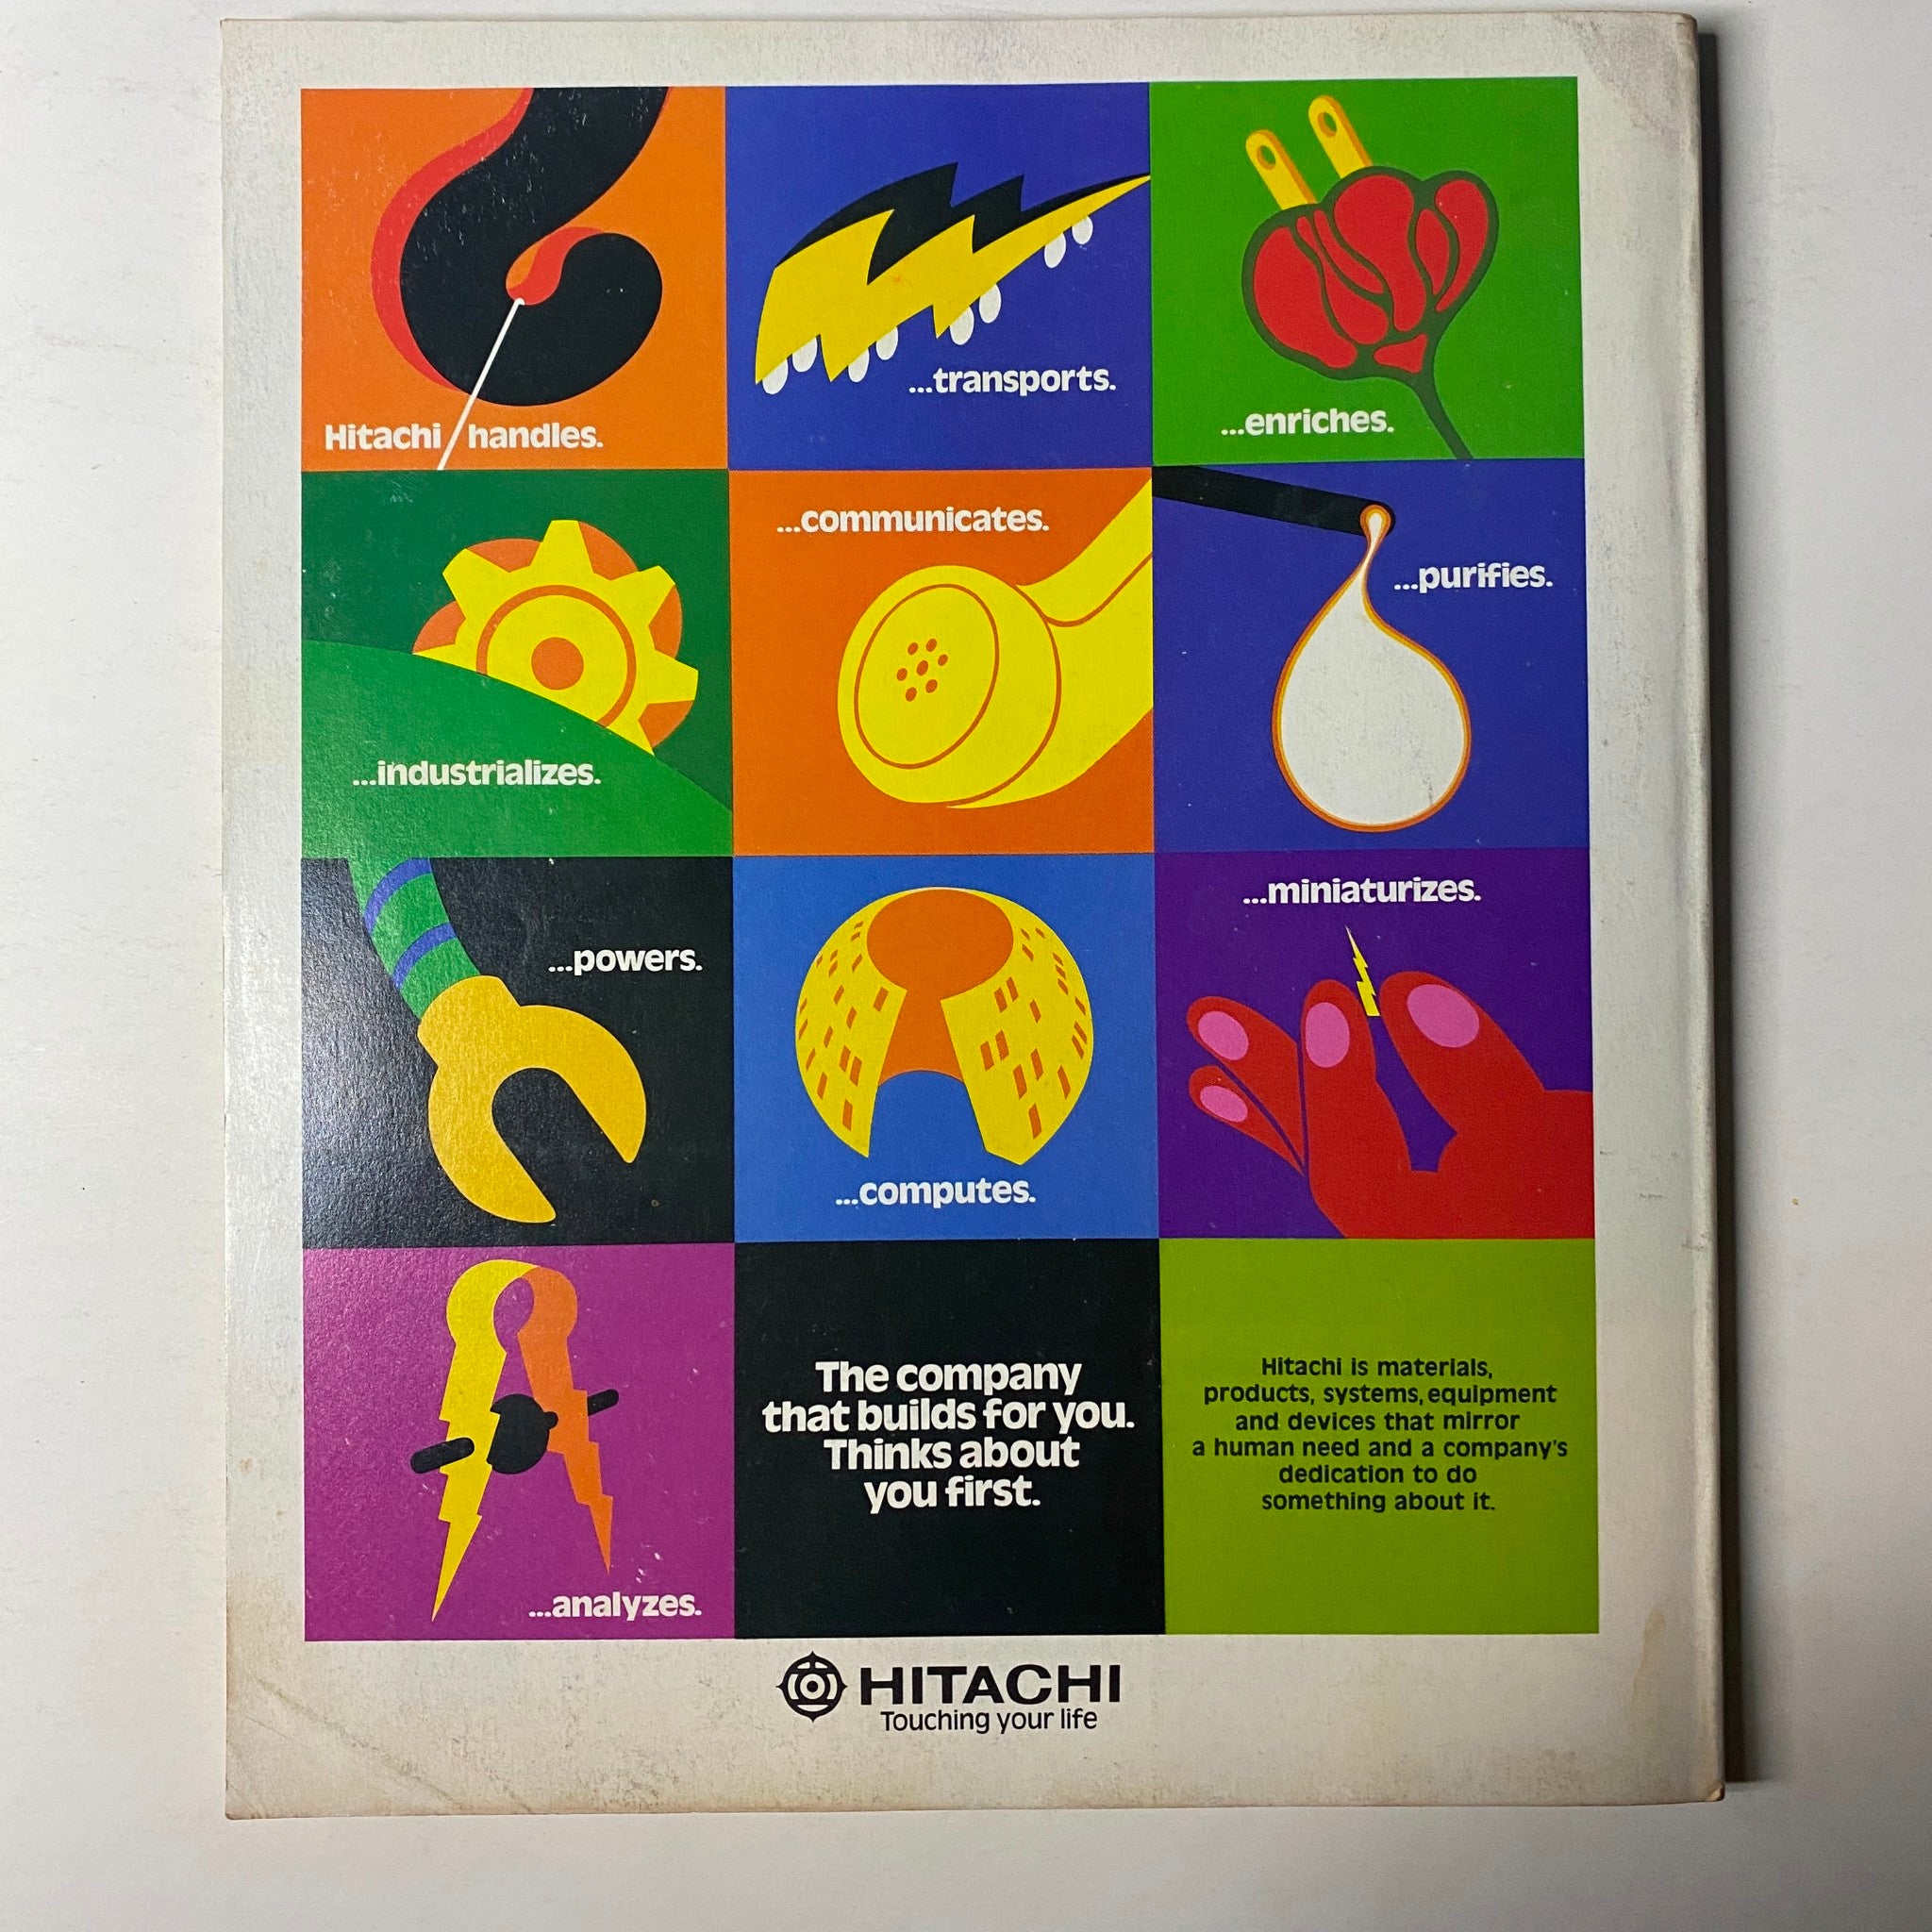 Hitachi handles.
...transports.
...enriches.
...industrializes.
...communicates.
...purifies.
...powers.
...computes.
...miniaturizes.
...analyzes.
The company
that builds for you.
Thinks about
you first.
Hitachi is materials,
products, systems, equipment
and devices that mirror
a human need and a company's
dedication to do
something about it.
HITACHI
Touching your life